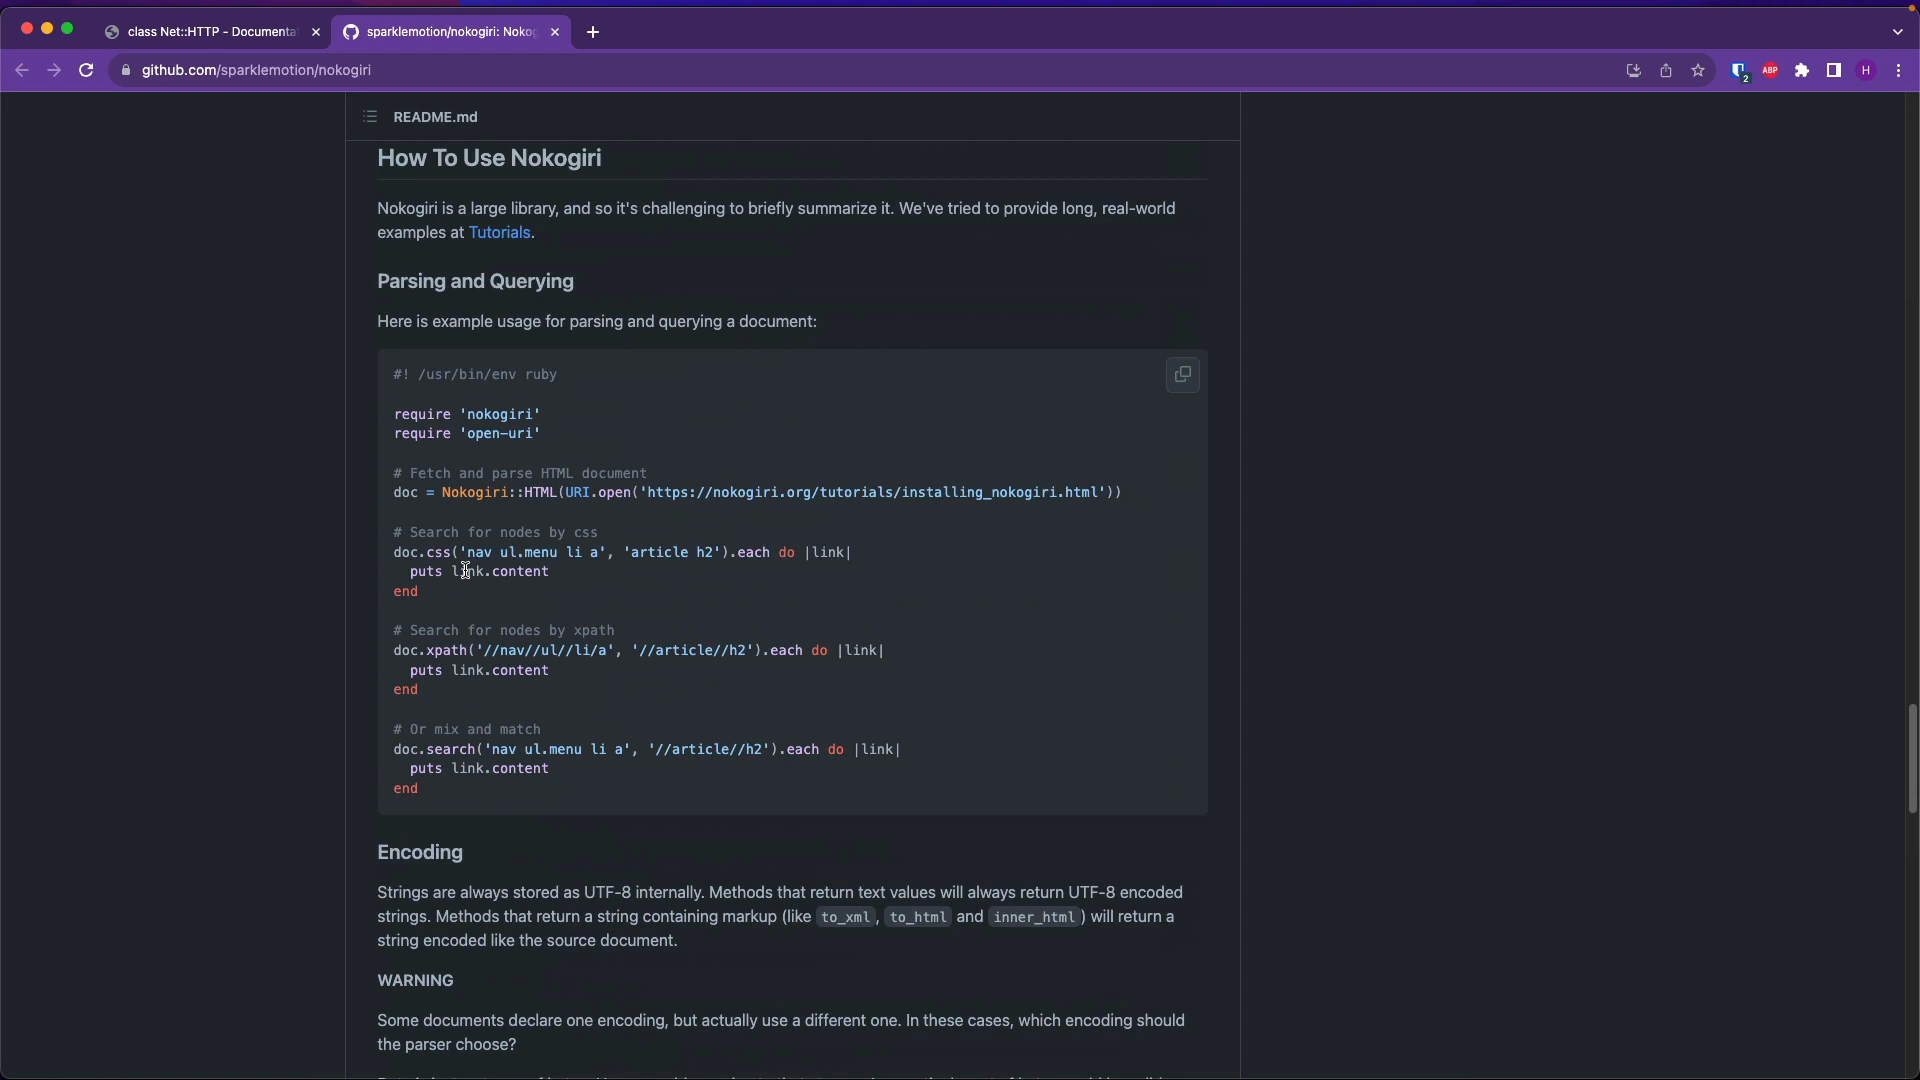 class Net::HTTP - Documenta
sparklemotion/nokogiri: Nokog
github.com/sparklemotion/nokogiri
2
ABP
H
README.md
How To Use Nokogiri
Nokogiri is a large library, and so it's challenging to briefly summarize it. We've tried to provide long, real-world
examples at Tutorials.
Parsing and Querying
Here is example usage for parsing and querying a document:
#! /usr/bin/env ruby
require 'nokogiri'
require 'open-uri'
# Fetch and parse HTML document
doc = Nokogiri::HTML(URI.open('https://nokogiri.org/tutorials/installing_nokogiri.html'))
# Search for nodes by css
doc.css('nav ul.menu li a', 'article h2').each do |link|
  puts link.content
end
# Search for nodes by xpath
doc.xpath('//nav//ul//li/a', '//article//h2').each do |link|
  puts link.content
end
# Or mix and match
doc.search('nav ul.menu li a', '//article//h2').each do |link|
  puts link.content
end
Encoding
Strings are always stored as UTF-8 internally. Methods that return text values will always return UTF-8 encoded
strings. Methods that return a string containing markup (like to_xml, to_html and inner_html) will return a
string encoded like the source document.
WARNING
Some documents declare one encoding, but actually use a different one. In these cases, which encoding should
the parser choose?